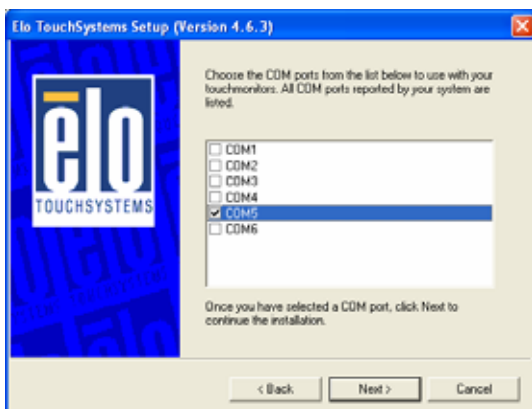 Elo TouchSystems Setup (Version 4.6.3)
elo
TOUCHSYSTEMS
Choose the COM ports from the list below to use with your
touchmonitors. All COM ports reported by your system are
listed.
COM1
COM2
COM3
COM4
COM5
COM6
Once you have selected a COM port, click Next to
continue the installation.
< Back
Next >
Cancel